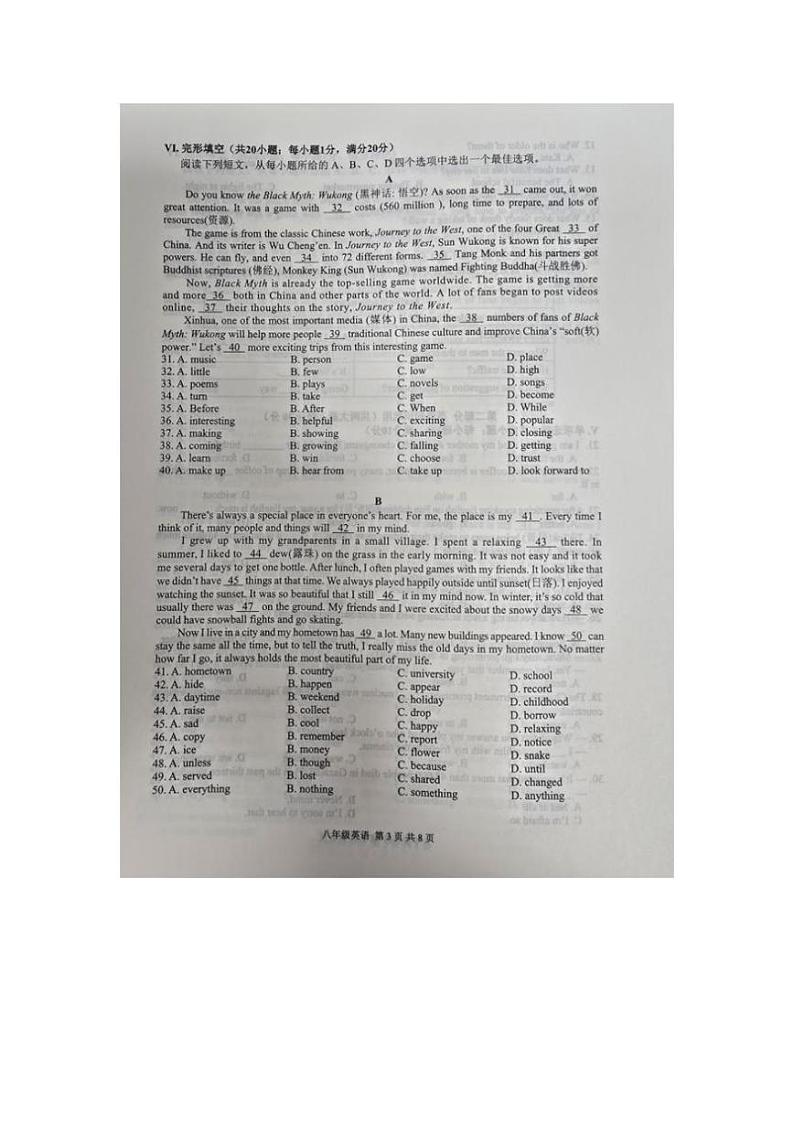 VI. 完形填空（共20小题；每小题1分，满分20分）
阅读下列短文，从每小题所给的 A、B、C、D 四个选项中选出一个最佳选项。
A
Do you know the Black Myth: Wukong (黑神话: 悟空)? As soon as the 31 came out, it won
great attention. It was a game with 32 costs (560 million ), long time to prepare, and lots of
resources(资源).
The game is from the classic Chinese work, Journey to the West, one of the four Great 33 of
China. And its writer is Wu Cheng'en. In Journey to the West, Sun Wukong is known for his super
powers. He can fly, and even 34 into 72 different forms. 35 Tang Monk and his partners got
Buddhist scriptures (佛经), Monkey King (Sun Wukong) was named Fighting Buddha(斗战胜佛).
Now, Black Myth is already the top-selling game worldwide. The game is getting more
and more 36 both in China and other parts of the world. A lot of fans began to post videos
online, 37 their thoughts on the story, Journey to the West.
Xinhua, one of the most important media (媒体) in China, the 38 numbers of fans of Black
Myth: Wukong will help more people 39 traditional Chinese culture and improve China's "soft(软)
power." Let's 40 more exciting trips from this interesting game.
31. A. music B. person C. game D. place
32. A. little B. few C. low D. high
33. A. poems B. plays C. novels D. songs
34. A. turn B. take C. get D. become
35. A. Before B. After C. When D. While
36. A. interesting B. helpful C. exciting D. popular
37. A. making B. showing C. sharing D. closing
38. A. coming B. growing C. falling D. getting
39. A. learn B. win C. choose D. trust
40. A. make up B. hear from C. take up D. look forward to
B
There's always a special place in everyone's heart. For me, the place is my 41 . Every time I
think of it, many people and things will 42 in my mind.
I grew up with my grandparents in a small village. I spent a relaxing 43 there. In
summer, I liked to 44 dew(露珠) on the grass in the early morning. It was not easy and it took
me several days to get one bottle. After lunch, I often played games with my friends. It looks like that
we didn't have 45 things at that time. We always played happily outside until sunset(日落). I enjoyed
watching the sunset. It was so beautiful that I still 46 it in my mind now. In winter, it's so cold that
usually there was 47 on the ground. My friends and I were excited about the snowy days 48 we
could have snowball fights and go skating.
Now I live in a city and my hometown has 49 a lot. Many new buildings appeared. I know 50 can
stay the same all the time, but to tell the truth, I really miss the old days in my hometown. No matter
how far I go, it always holds the most beautiful part of my life.
41. A. hometown B. country C. university D. school
42. A. hide B. happen C. appear D. record
43. A. daytime B. weekend C. holiday D. childhood
44. A. raise B. collect C. drop D. borrow
45. A. sad B. cool C. happy D. relaxing
46. A. copy B. remember C. report D. notice
47. A. ice B. money C. flower D. snake
48. A. unless B. though C. because D. until
49. A. served B. lost C. shared D. changed
50. A. everything B. nothing C. something D. anything
八年级英语 第 3 页 共 8 页